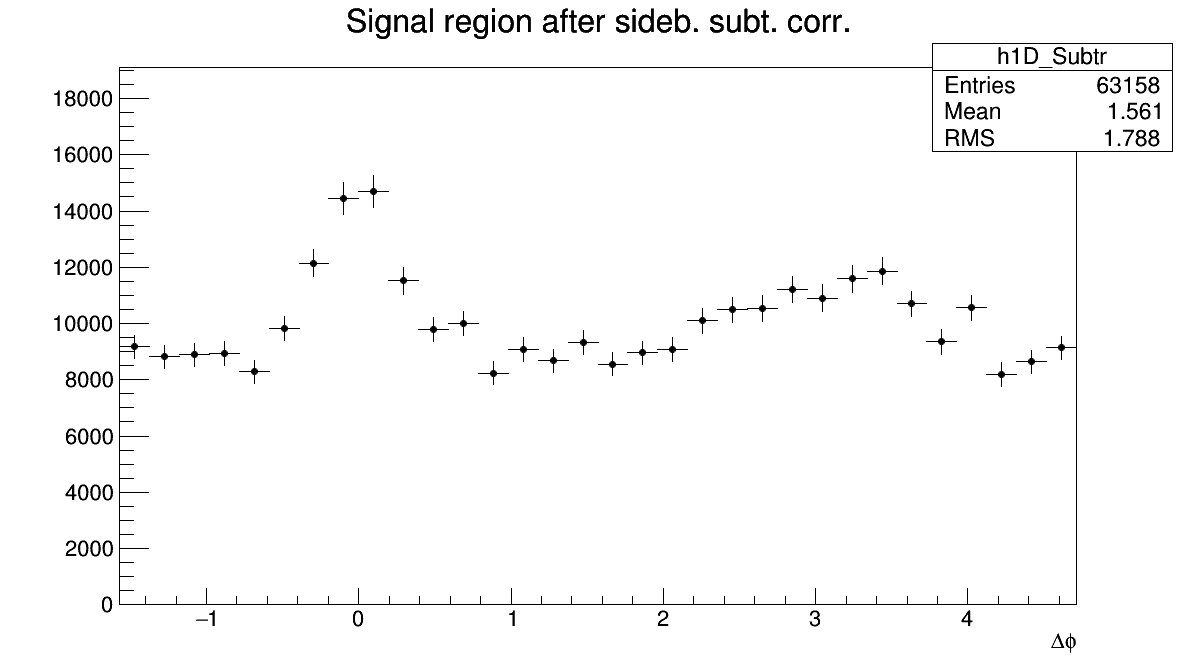 Signal region after sideb. subt. corr.
h1D_Subtr
Entries 63158
Mean 1.561
RMS 1.788
18000
16000
14000
12000
10000
8000
6000
4000
2000
0
−1 0 1 2 3 4
Δϕ